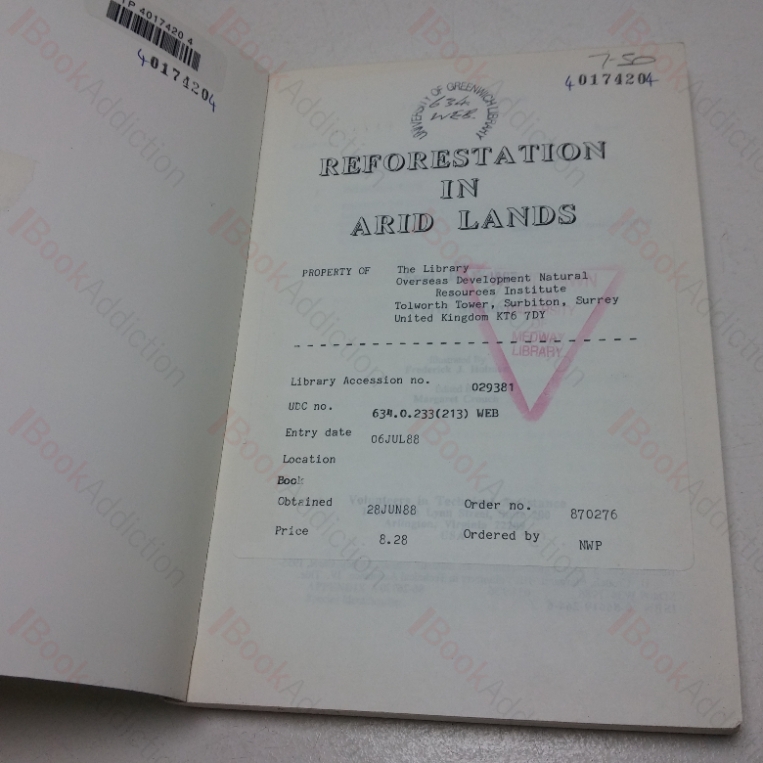 TP 4017420 4
40174204
7-50
40174204
UNIVERSITY OF GREENWICH LIBRARY
634.
WEB.
REFORESTATION
IN
ARID LANDS
PROPERTY OF The Library
Overseas Development Natural
Resources Institute
Tolworth Tower, Surbiton, Surrey
United Kingdom KT6 7DY
MEDWAY
LIBRARY
Library Accession no. 029381
UDC no. 634.0.233(213) WEB
Entry date 06JUL88
Location
Book
Obtained 28JUN88 Order no. 870276
Price 8.28 Ordered by NWP
BookAddiction